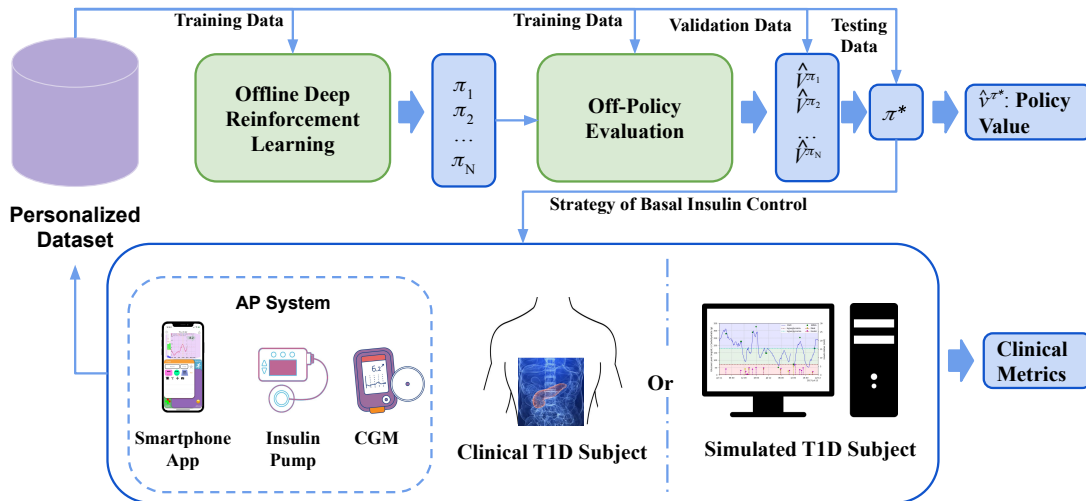 Training Data
Training Data
Validation Data
Testing
Data
Offline Deep
Reinforcement
Learning
π1
π2
...
πN
Off-Policy
Evaluation
V̂^π1
V̂^π2
...
V̂^πN
π*
v̂^π*: Policy
Value
Strategy of Basal Insulin Control
Personalized
Dataset
AP System
Smartphone
App
Insulin
Pump
CGM
Clinical T1D Subject
Or
Simulated T1D Subject
Clinical
Metrics